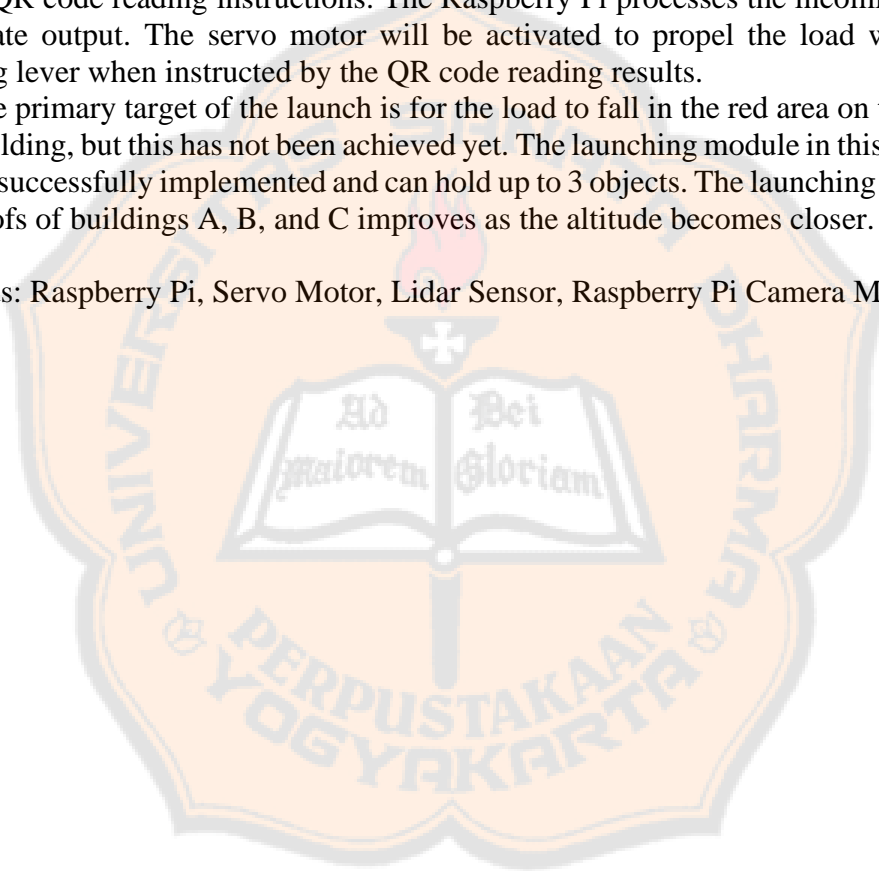 QR code reading instructions. The Raspberry Pi processes the
ate output. The servo motor will be activated to propel the load
g lever when instructed by the QR code reading results.
e primary target of the launch is for the load to fall in the red area on
lding, but this has not been achieved yet. The launching module in this
successfully implemented and can hold up to 3 objects. The launching
ofs of buildings A, B, and C improves as the altitude becomes closer.
s: Raspberry Pi, Servo Motor, Lidar Sensor, Raspberry Pi Camera M
UNIVERSITAS SANATA DHARMA
Ad Dei
maiorem Gloriam
PERPUSTAKAAN
YOGYAKARTA